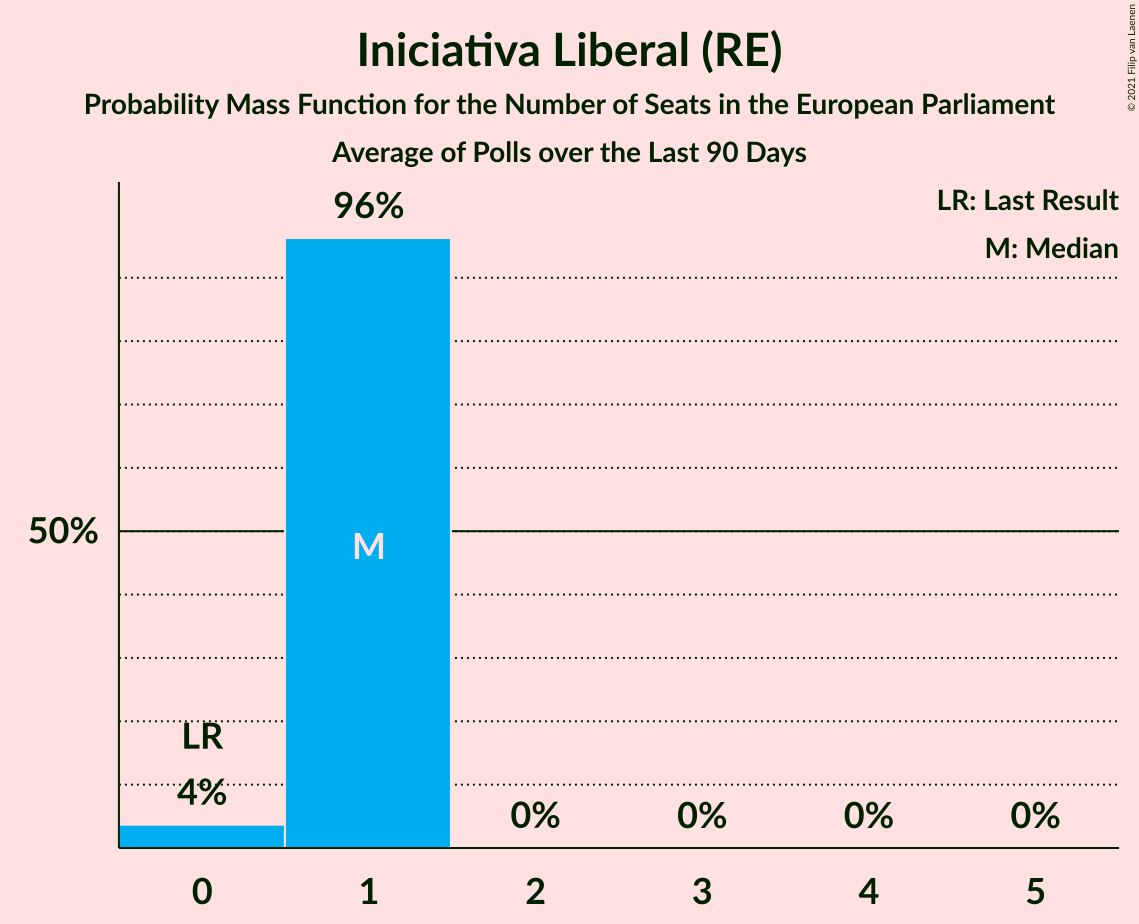 Iniciativa Liberal (RE)
Probability Mass Function for the Number of Seats in the European Parliament
Average of Polls over the Last 90 Days
© 2021 Filip van Laenen
LR: Last Result
M: Median
96%
50%
M
LR
4%
0% 0% 0% 0%
0 1 2 3 4 5